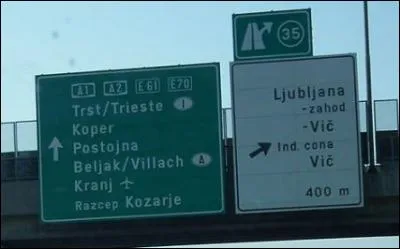 A1 A2 E61 E70
Trst/Trieste I
Koper
Postojna
Beljak/Villach A
Kranj
Razcep Kozarje
35
Ljubljana
-zahod
-Vič
Ind. cona
Vič
400 m